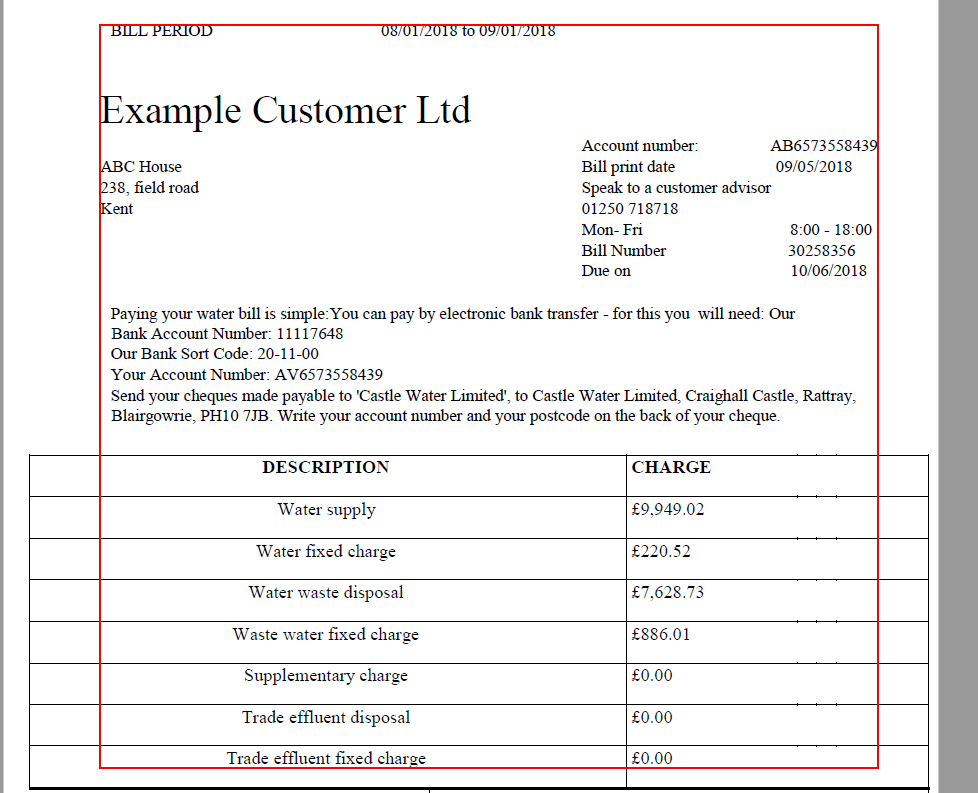 BILL PERIOD 08/01/2018 to 09/01/2018
Example Customer Ltd
Account number: AB6573558439
ABC House
Bill print date 09/05/2018
238, field road
Speak to a customer advisor
Kent
01250 718718
Mon- Fri 8:00 - 18:00
Bill Number 30258356
Due on 10/06/2018
Paying your water bill is simple:You can pay by electronic bank transfer - for this you will need: Our
Bank Account Number: 11117648
Our Bank Sort Code: 20-11-00
Your Account Number: AV6573558439
Send your cheques made payable to 'Castle Water Limited', to Castle Water Limited, Craighall Castle, Rattray,
Blairgowrie, PH10 7JB. Write your account number and your postcode on the back of your cheque.
DESCRIPTION CHARGE
Water supply £9,949.02
Water fixed charge £220.52
Water waste disposal £7,628.73
Waste water fixed charge £886.01
Supplementary charge £0.00
Trade effluent disposal £0.00
Trade effluent fixed charge £0.00